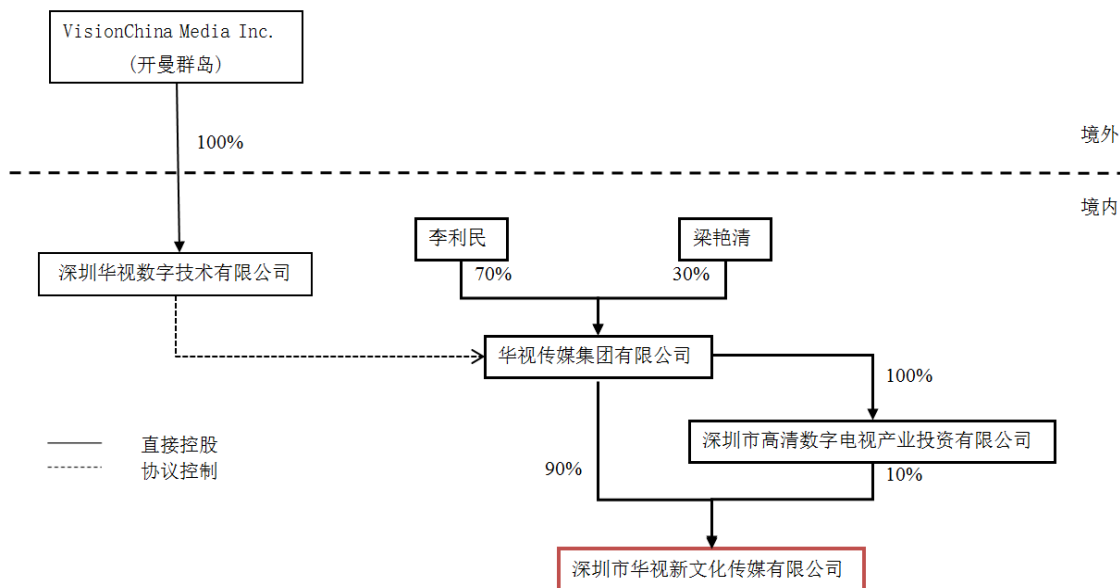 VisionChina Media Inc.
(开曼群岛)
100%
境外
境内
李利民
梁艳清
深圳华视数字技术有限公司
70%
30%
华视传媒集团有限公司
100%
直接控股
深圳市高清数字电视产业投资有限公司
协议控制
90%
10%
深圳市华视新文化传媒有限公司